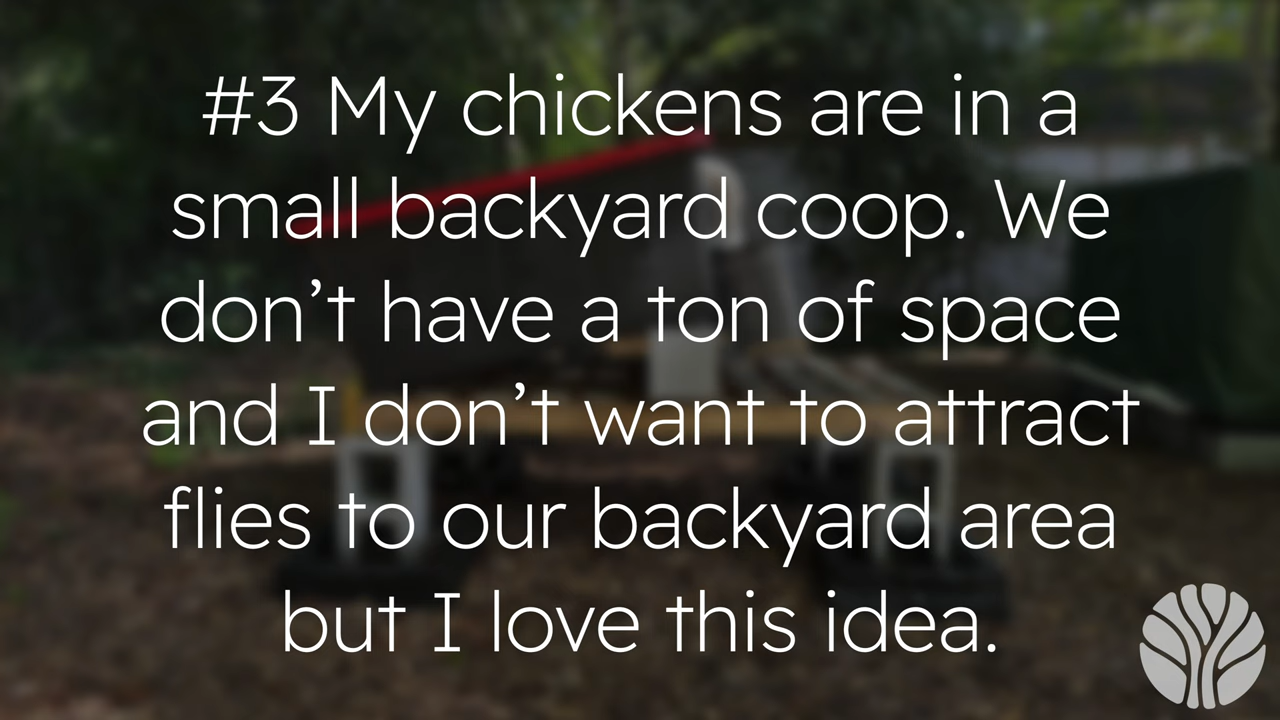 #3 My chickens are in a
small backyard coop. We
don’t have a ton of space
and I don’t want to attract
flies to our backyard area
but I love this idea.